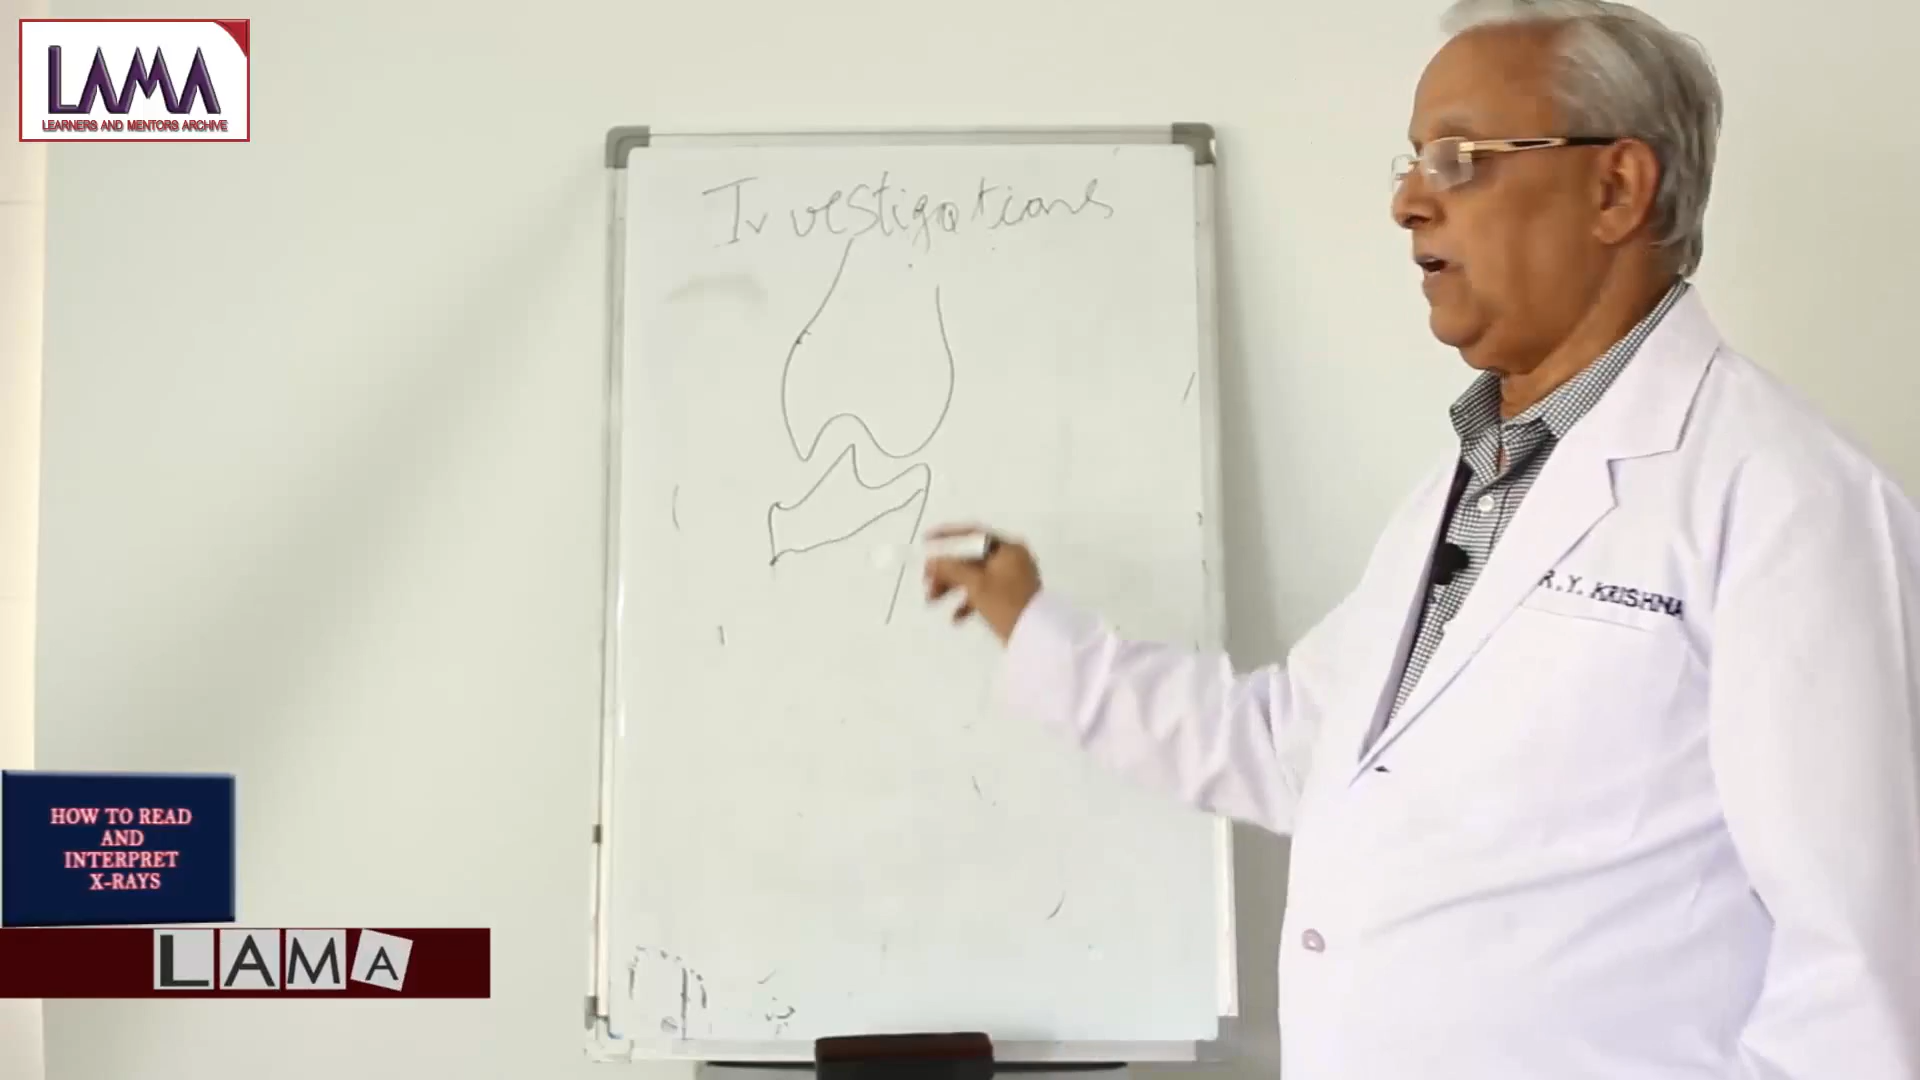 LAMA
LEARNERS AND MENTORS ARCHIVE
Investigations
R. Y. KRISHNA
HOW TO READ
AND
INTERPRET
X-RAYS
LAMA